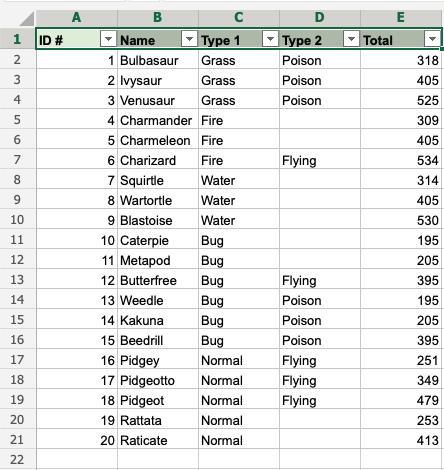 A B C D E
1 ID # Name Type 1 Type 2 Total
2 1 Bulbasaur Grass Poison 318
3 2 Ivysaur Grass Poison 405
4 3 Venusaur Grass Poison 525
5 4 Charmander Fire 309
6 5 Charmeleon Fire 405
7 6 Charizard Fire Flying 534
8 7 Squirtle Water 314
9 8 Wartortle Water 405
10 9 Blastoise Water 530
11 10 Caterpie Bug 195
12 11 Metapod Bug 205
13 12 Butterfree Bug Flying 395
14 13 Weedle Bug Poison 195
15 14 Kakuna Bug Poison 205
16 15 Beedrill Bug Poison 395
17 16 Pidgey Normal Flying 251
18 17 Pidgeotto Normal Flying 349
19 18 Pidgeot Normal Flying 479
20 19 Rattata Normal 253
21 20 Raticate Normal 413
22